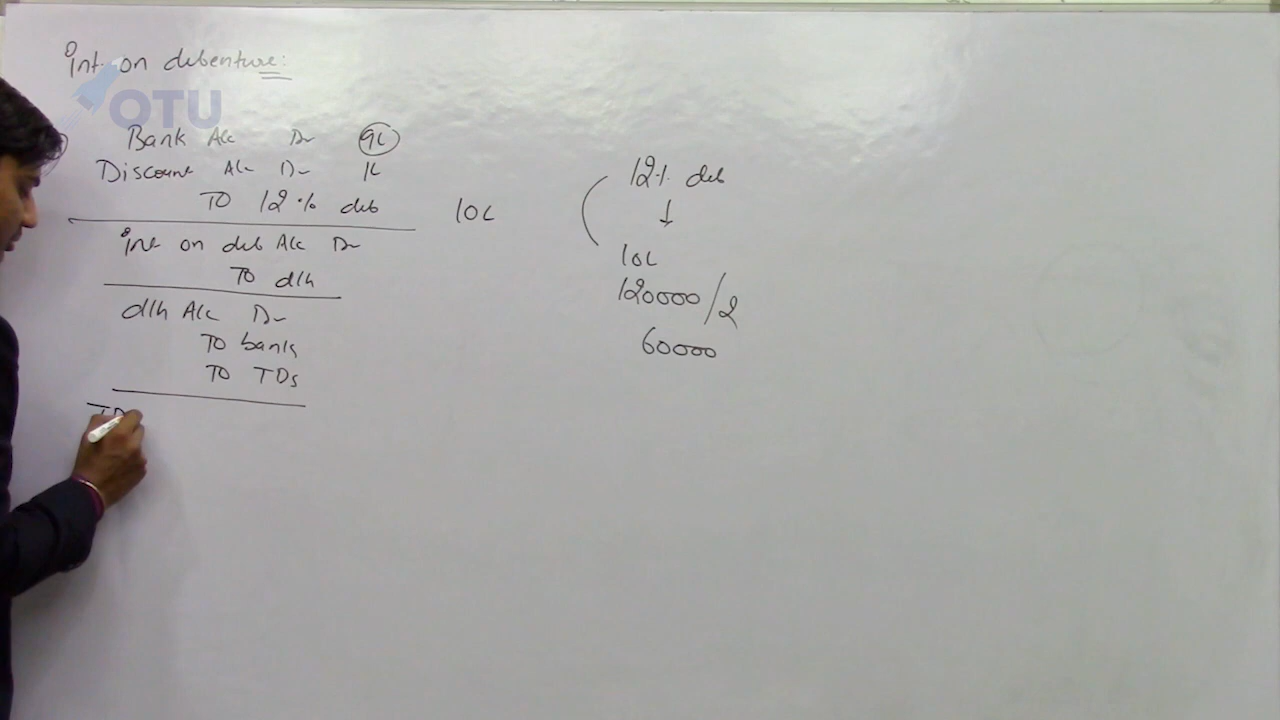 Int. on debenture:
OTU
Bank A/c Dr 9L
Discount A/c Dr 1L
TO 12% deb 10L
Int on deb A/c Dr
TO d/h
d/h A/c Dr
TO bank
TO TDs
TD
12% deb
10L
120000/2
60000